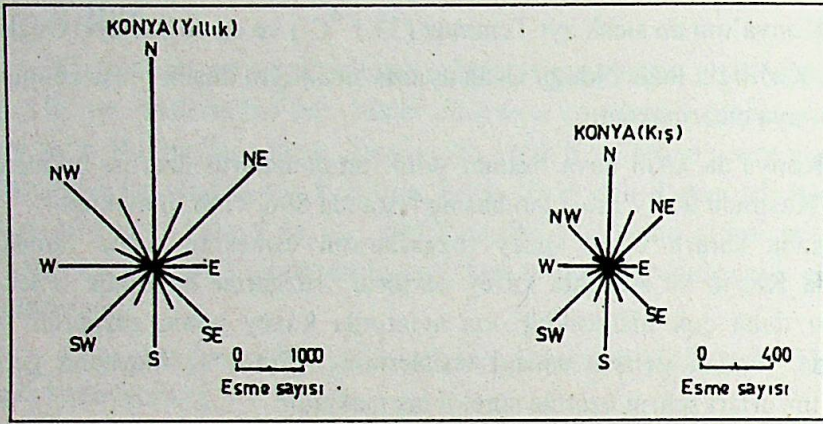 KONYA(Yıllık)
N
NW
NE
W
E
SW
SE
S
0 1000
Esme sayısı
KONYA(Kış)
N
NW
NE
W
E
SW
SE
S
0 400
Esme sayısı